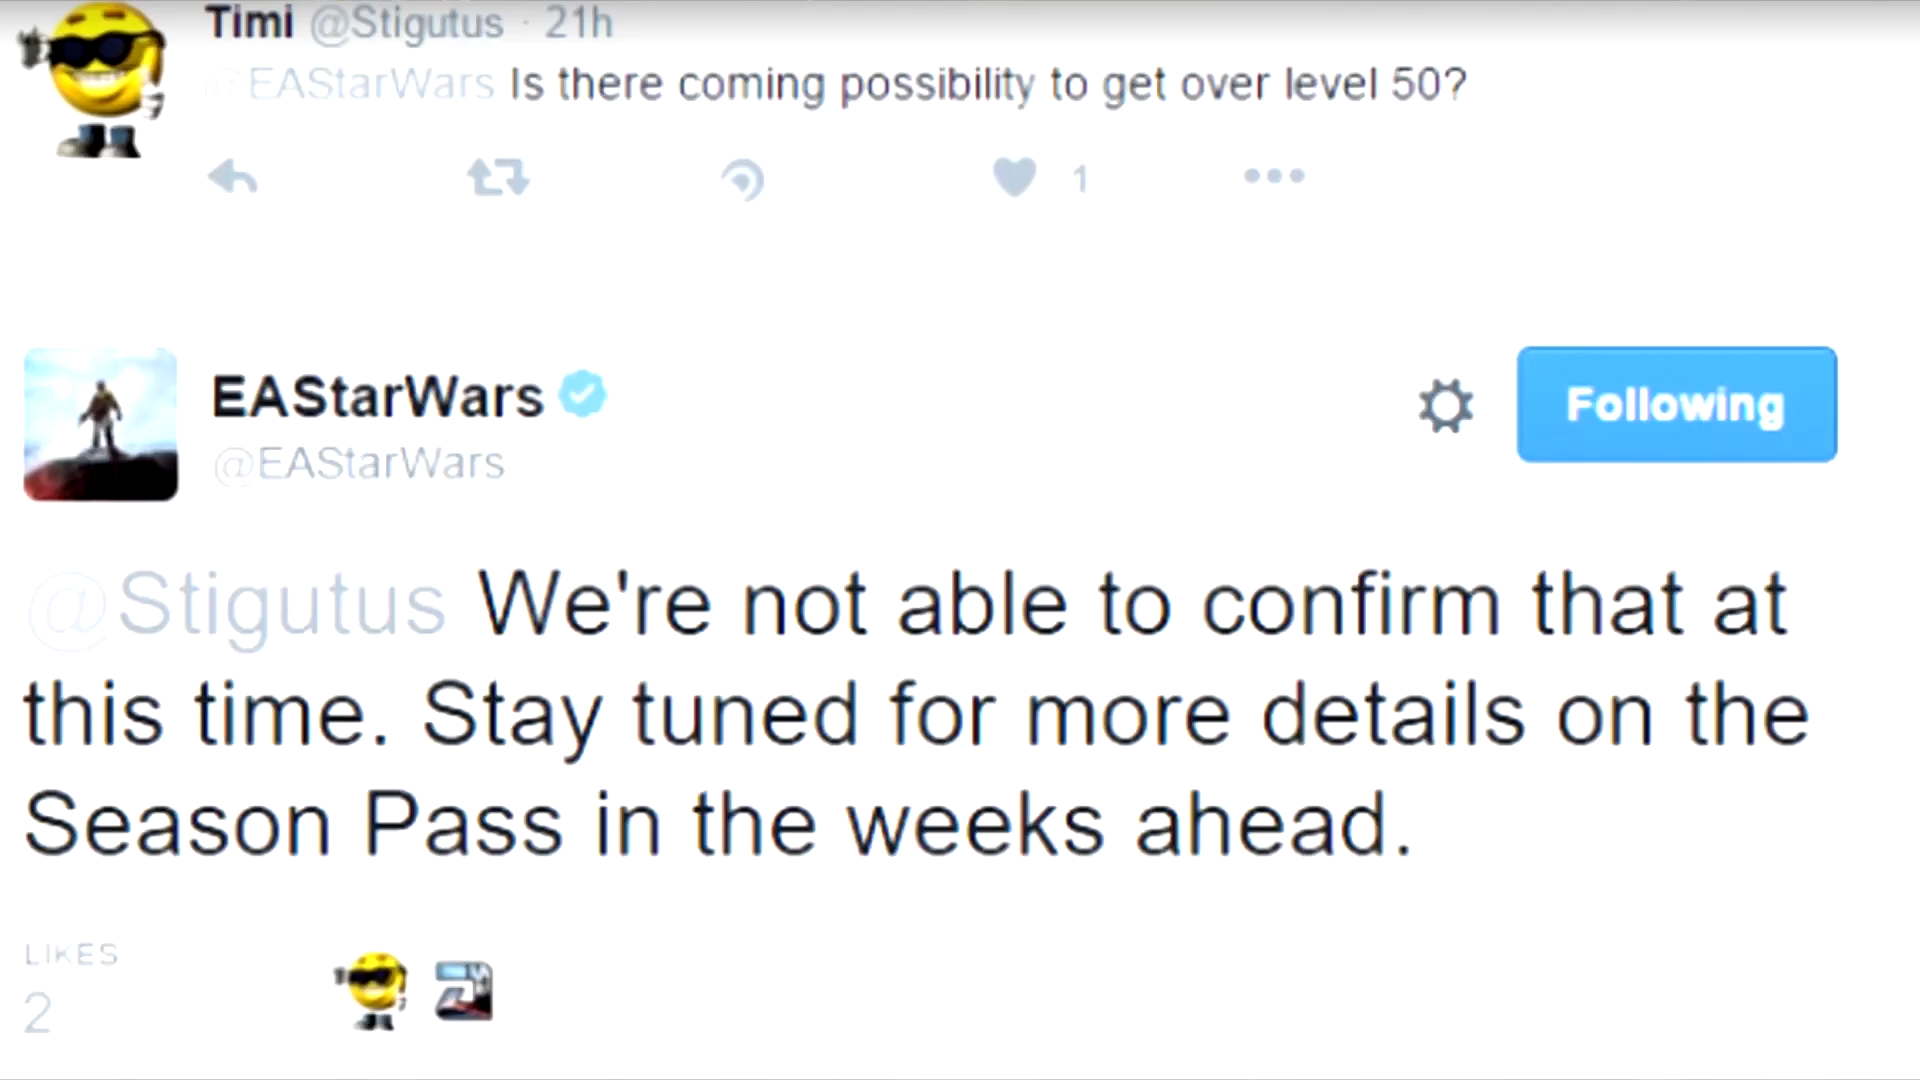 Timi @Stigutus · 21h
@EAStarWars Is there coming possibility to get over level 50?
1
EAStarWars
@EAStarWars
Following
@Stigutus We're not able to confirm that at
this time. Stay tuned for more details on the
Season Pass in the weeks ahead.
LIKES
2